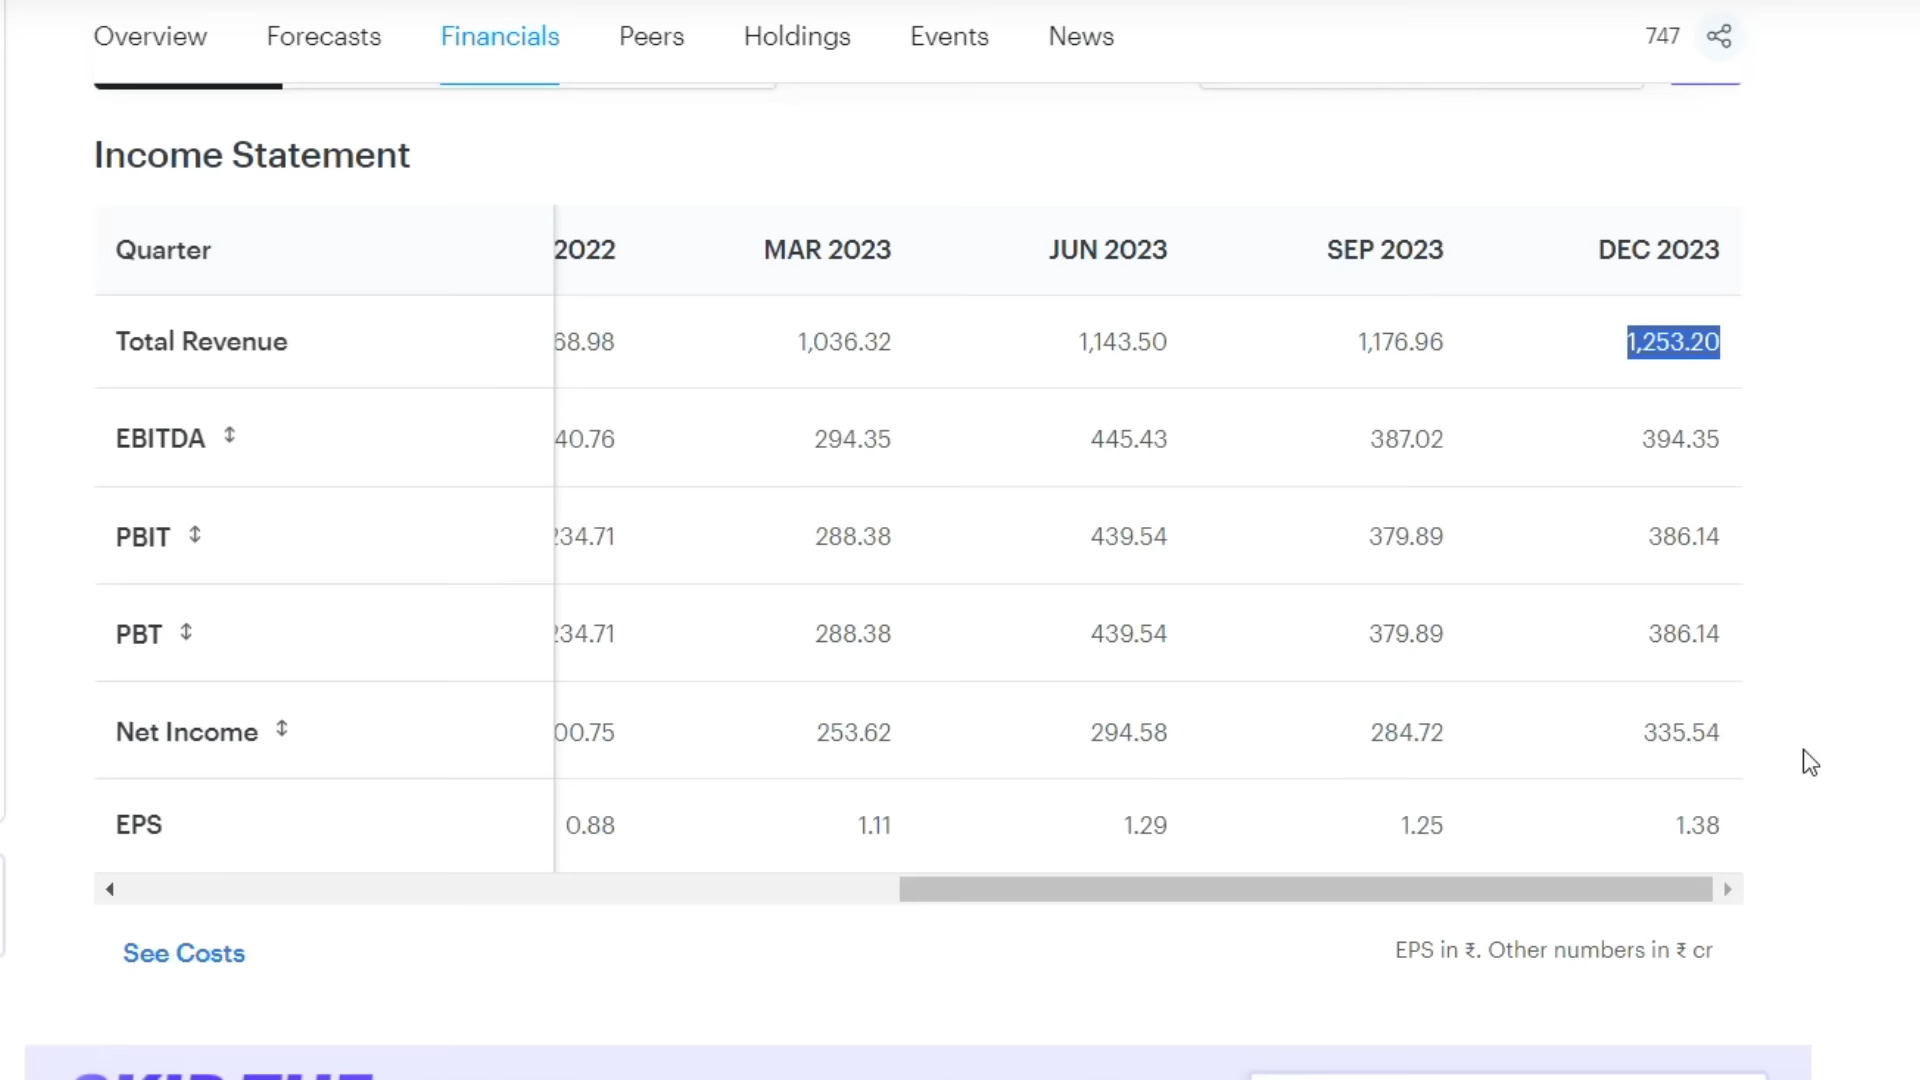 Overview Forecasts Financials Peers Holdings Events News 747
Income Statement
Quarter 2022 MAR 2023 JUN 2023 SEP 2023 DEC 2023
Total Revenue 68.98 1,036.32 1,143.50 1,176.96 1,253.20
EBITDA 40.76 294.35 445.43 387.02 394.35
PBIT 234.71 288.38 439.54 379.89 386.14
PBT 234.71 288.38 439.54 379.89 386.14
Net Income 00.75 253.62 294.58 284.72 335.54
EPS 0.88 1.11 1.29 1.25 1.38
See Costs EPS in ₹. Other numbers in ₹ cr
SKIP THE